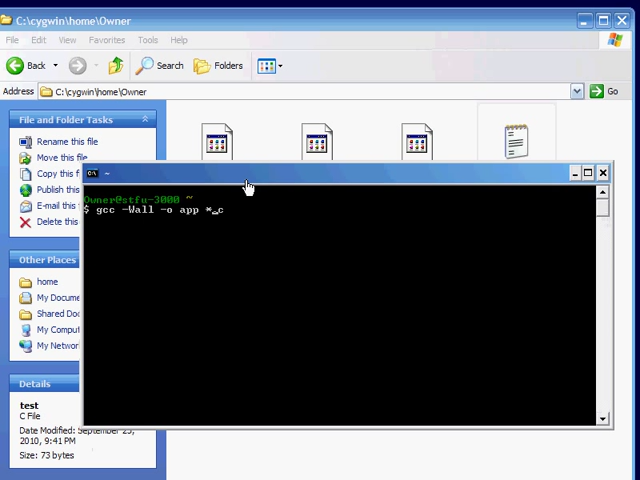 C:\cygwin\home\Owner
File Edit View Favorites Tools Help
Back Search Folders
Address C:\cygwin\home\Owner Go
File and Folder Tasks
Rename this file
Move this file
Copy this f
Publish this
E-mail this
Delete this
~
Owner@stfu-3000 ~
$ gcc -Wall -o app *.c
Other Places
home
My Docume
Shared Doc
My Comput
My Networ
Details
test
C File
Date Modified: September 23,
2010, 9:41 PM
Size: 73 bytes